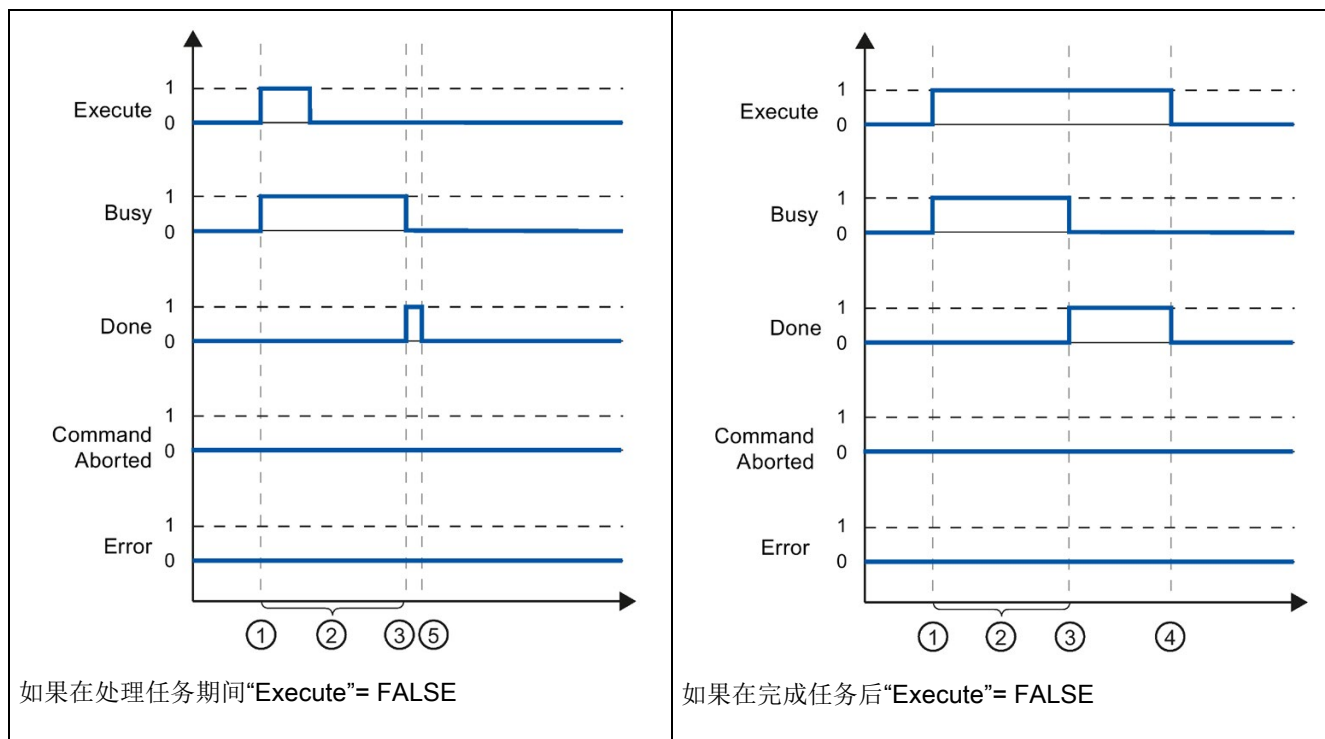 1
Execute
0
1
Busy
0
1
Done
0
1
Command
0
Aborted
1
Error
0
① ② ③ ⑤
如果在处理任务期间“Execute”= FALSE
1
Execute
0
1
Busy
0
1
Done
0
1
Command
0
Aborted
1
Error
0
① ② ③ ④
如果在完成任务后“Execute”= FALSE